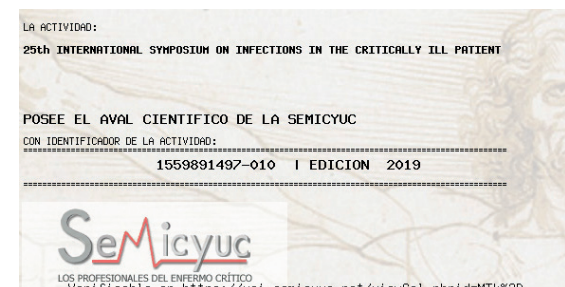 LA ACTIVIDAD:
25th INTERNATIONAL SYMPOSIUM ON INFECTIONS IN THE CRITICALLY ILL PATIENT
POSEE EL AVAL CIENTIFICO DE LA SEMICYUC
CON IDENTIFICADOR DE LA ACTIVIDAD:
1559891497-010 I EDICION 2019
SeMicyuc
LOS PROFESIONALES DEL ENFERMO CRÍTICO